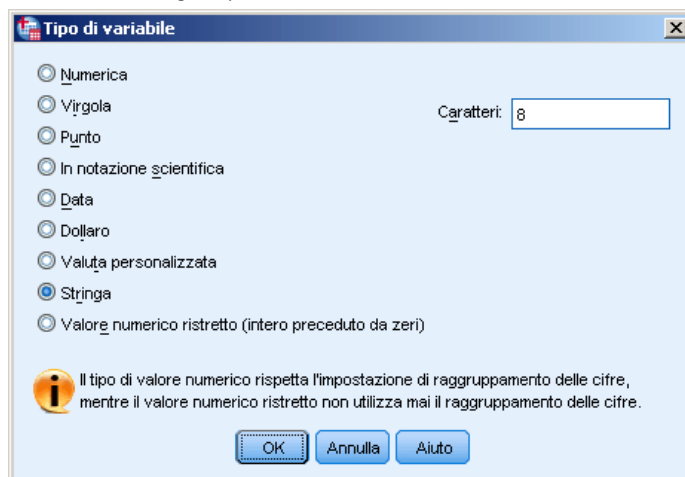 Tipo di variabile
Numerica
Virgola
Caratteri: 8
Punto
In notazione scientifica
Data
Dollaro
Valuta personalizzata
Stringa
Valore numerico ristretto (intero preceduto da zeri)
Il tipo di valore numerico rispetta l'impostazione di raggruppamento delle cifre,
mentre il valore numerico ristretto non utilizza mai il raggruppamento delle cifre.
OK Annulla Aiuto